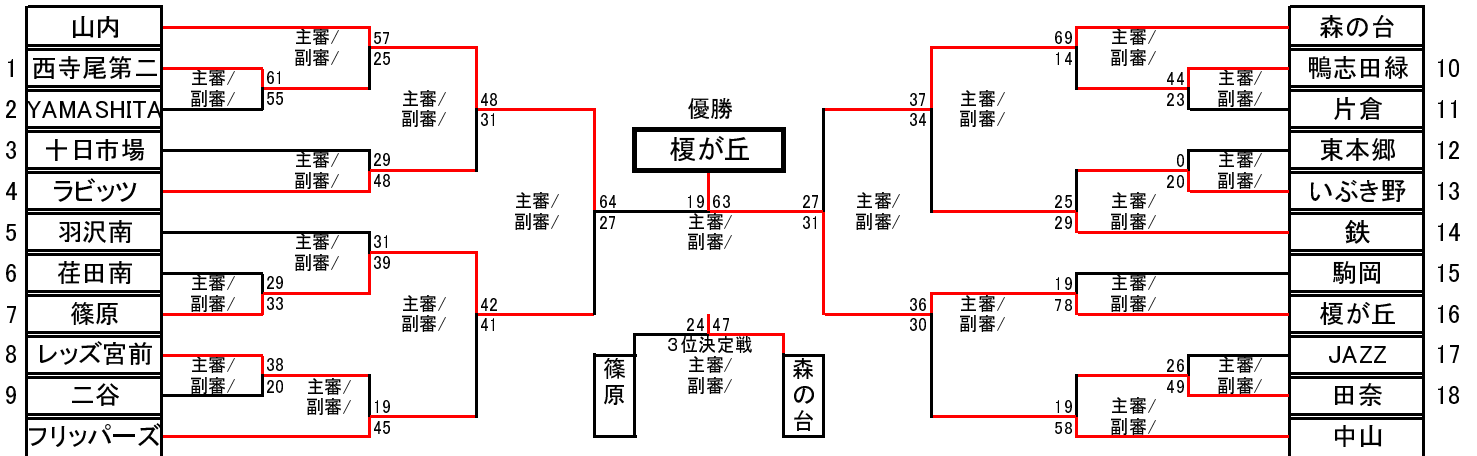 山内
1 西寺尾第二
2 YAMASHITA
3 十日市場
4 ラビッツ
5 羽沢南
6 荏田南
7 篠原
8 レッズ宮前
9 二谷
フリッパーズ
主審/
副審/
61
55
主審/
副審/
29
33
主審/
副審/
38
20
主審/
副審/
57
25
主審/
副審/
29
48
主審/
副審/
31
39
主審/
副審/
19
45
主審/
副審/
48
31
主審/
副審/
42
41
主審/
副審/
64
27
優勝
榎が丘
19 63
主審/
副審/
24 47
3位決定戦
主審/
副審/
篠原
森の台
27
31
主審/
副審/
37
34
主審/
副審/
36
30
主審/
副審/
69
14
主審/
副審/
25
29
19
78
主審/
副審/
19
58
主審/
副審/
44
23
主審/
副審/
0
20
主審/
副審/
26
49
主審/
副審/
森の台
鴨志田緑 10
片倉 11
東本郷 12
いぶき野 13
鉄 14
駒岡 15
榎が丘 16
JAZZ 17
田奈 18
中山